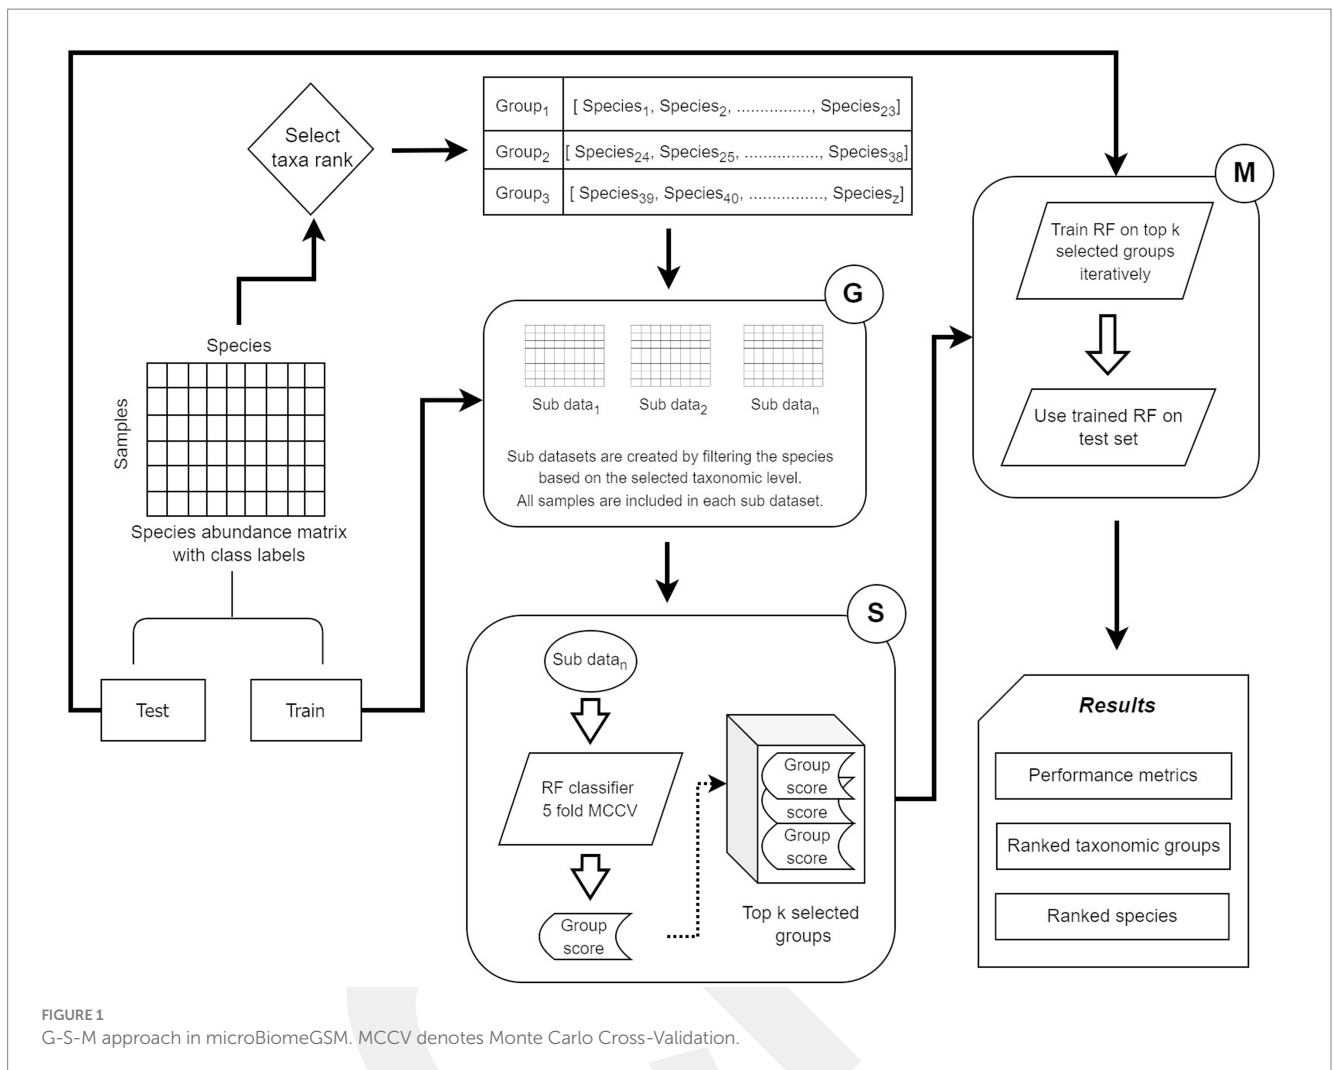 Select
taxa rank
Group1 [ Species1, Species2, ................, Species23]
Group2 [ Species24, Species25, ................, Species38]
Group3 [ Species39, Species40, ................, Speciesz]
Species
Samples
Species abundance matrix
with class labels
Test
Train
G
Sub data1 Sub data2 Sub datan
Sub datasets are created by filtering the species
based on the selected taxonomic level.
All samples are included in each sub dataset.
S
Sub datan
RF classifier
5 fold MCCV
Group
score
Group
score
score
Group
score
Top k selected
groups
M
Train RF on top k
selected groups
iteratively
Use trained RF on
test set
Results
Performance metrics
Ranked taxonomic groups
Ranked species
FIGURE 1
G-S-M approach in microBiomeGSM. MCCV denotes Monte Carlo Cross-Validation.